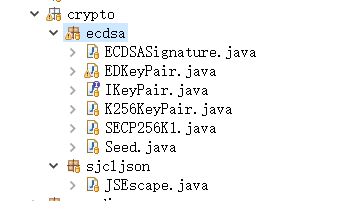 crypto
ecdsa
ECDSASignature.java
EDKeyPair.java
IKeyPair.java
K256KeyPair.java
SECP256K1.java
Seed.java
sjcljson
JSEscape.java